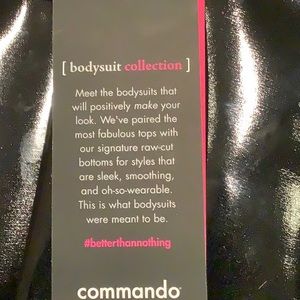 [ bodysuit collection ]
Meet the bodysuits that
will positively make your
look. We've paired the
most fabulous tops with
our signature raw-cut
bottoms for styles that
are sleek, smoothing,
and oh-so-wearable.
This is what bodysuits
were meant to be.
#betterthannothing
commando®